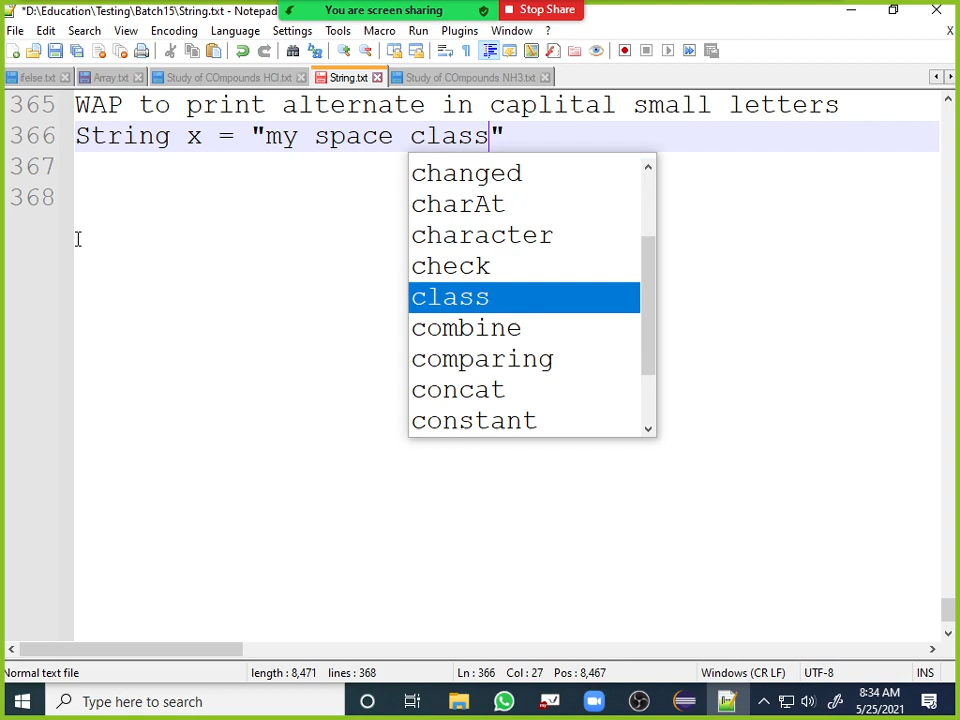 *D:\Education\Testing\Batch15\String.txt - Notepad
You are screen sharing
Stop Share
File Edit Search View Encoding Language Settings Tools Macro Run Plugins Window ? X
ifelse.txt Array.txt Study of COmpounds HCl.txt String.txt Study of COmpounds NH3.txt
365 WAP to print alternate in caplital small letters
366 String x = "my space class"
367
368
changed
charAt
character
check
class
combine
comparing
concat
constant
Normal text file length : 8,471 lines : 368 Ln : 366 Col : 27 Pos : 8,467 Windows (CR LF) UTF-8 INS
Type here to search
8:34 AM
5/25/2021